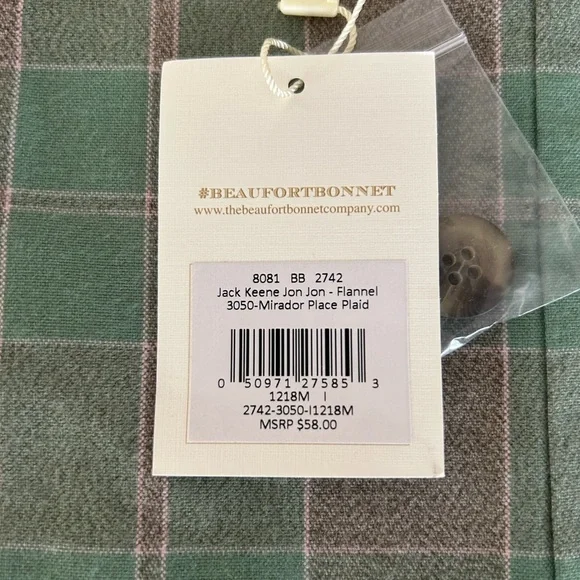 #BEAUFORTBONNET
www.thebeaufortbonnetcompany.com
8081 BB 2742
Jack Keene Jon Jon - Flannel
3050-Mirador Place Plaid
0 50971 27585 3
1218M I
2742-3050-I1218M
MSRP $58.00